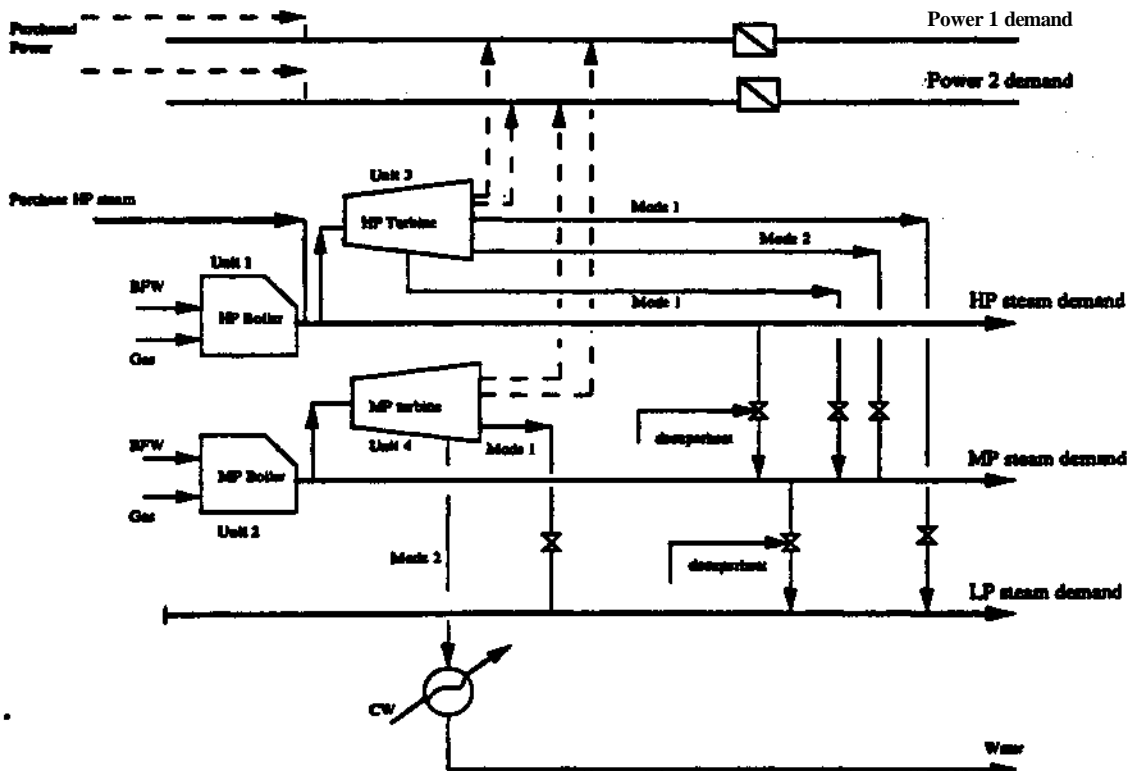 Power 1 demand
Purchased
Power
Power 2 demand
Unit 3
Purchase HP steam
HP Turbine
Mode 1
Mode 2
Unit 1
BFW
HP Boiler
Mode 1
HP steam demand
Gas
MP turbine
BFW
Unit 4
Mode 1
desuperheat
MP steam demand
MP Boiler
Gas
Unit 2
Mode 2
desuperheat
LP steam demand
CW
Water